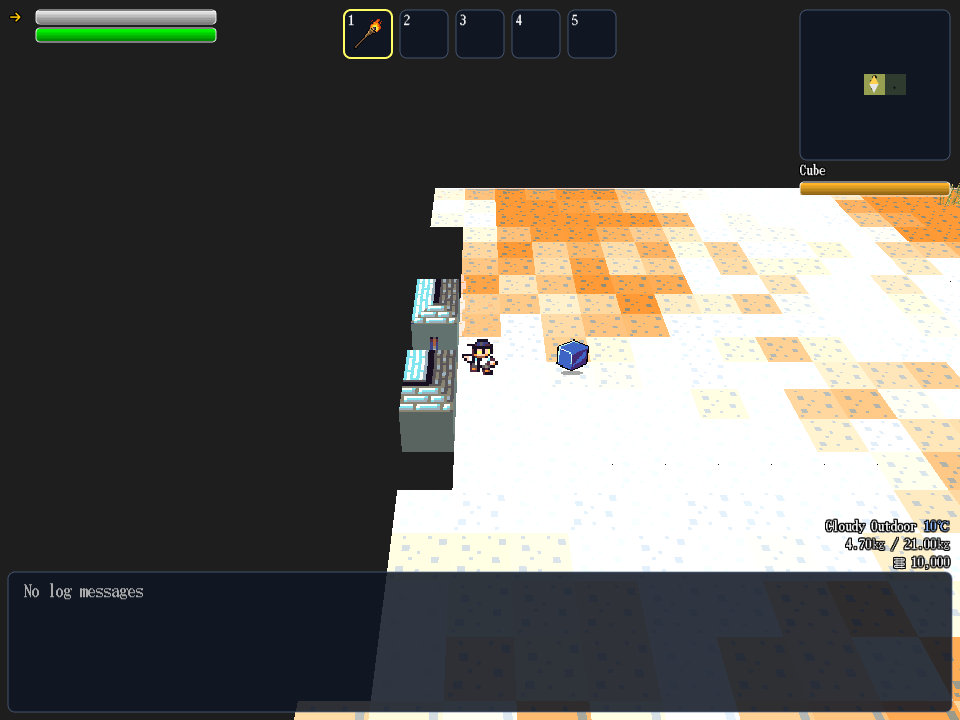 1
2
3
4
5
Cube
Cloudy Outdoor 10℃
4.70kg / 21.00kg
10,000
No log messages